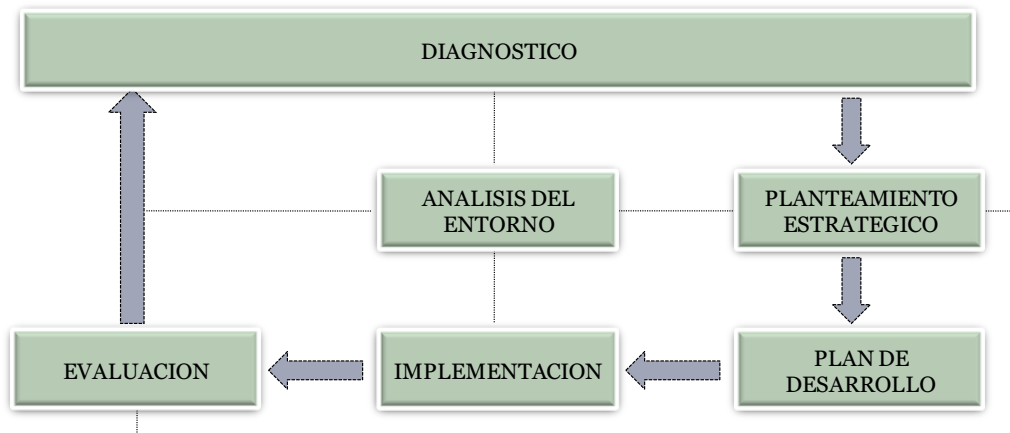 DIAGNOSTICO
ANALISIS DEL
ENTORNO
PLANTEAMIENTO
ESTRATEGICO
EVALUACION
IMPLEMENTACION
PLAN DE
DESARROLLO